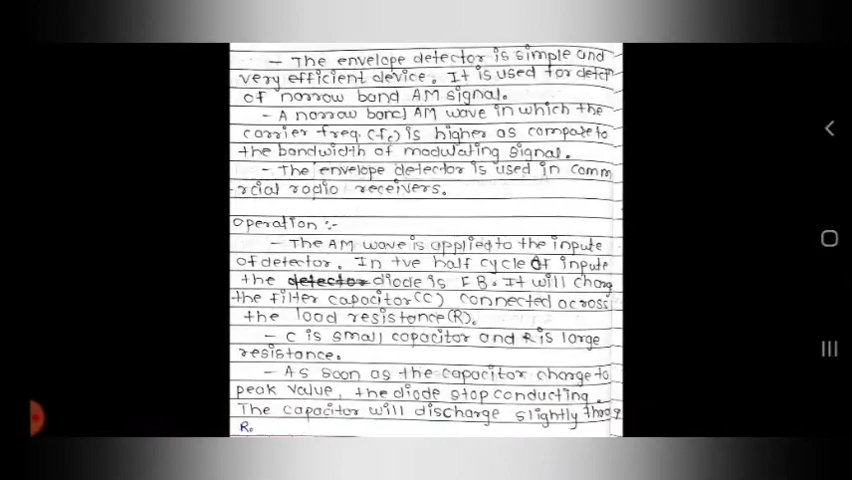 - The envelope detector is simple and
very efficient device. It is used for detect
of narrow band AM signal.
- A narrow band AM wave in which the
carrier freq. (fc) is higher as compate to
the bandwidth of modulating signal.
- The envelope detector is used in comm
rcial radio receivers.
Operation :-
- The AM wave is applied to the inpute
of detector. In +ve half cycle of inpute
the detector diode is F B. It will charg
the filter capacitor (C) connected across
the load resistance (R).
- C is small capacitor and R is large
resistance.
- As soon as the capacitor charge to
peak value, the diode stop conducting.
The capacitor will discharge slightly
R.